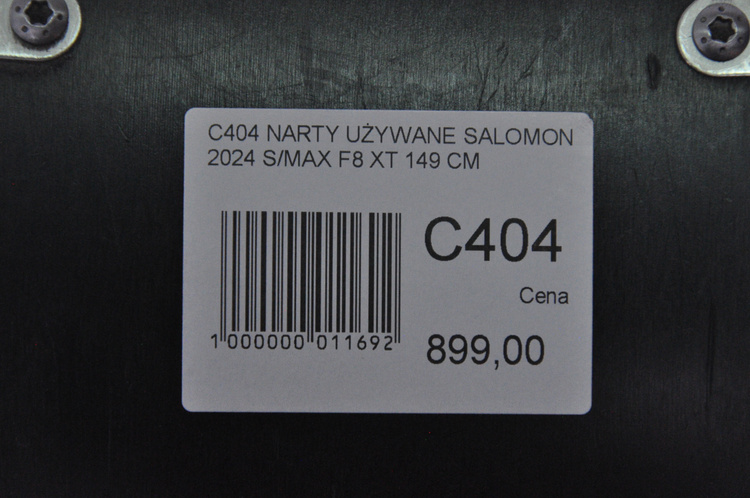 C404 NARTY UŻYWANE SALOMON
2024 S/MAX F8 XT 149 CM
C404
Cena
899,00
1 000000 011692